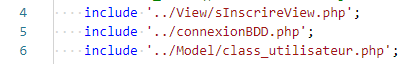 4 include '../View/sInscrireView.php';
5 include '../connexionBDD.php';
6 include '../Model/class_utilisateur.php';